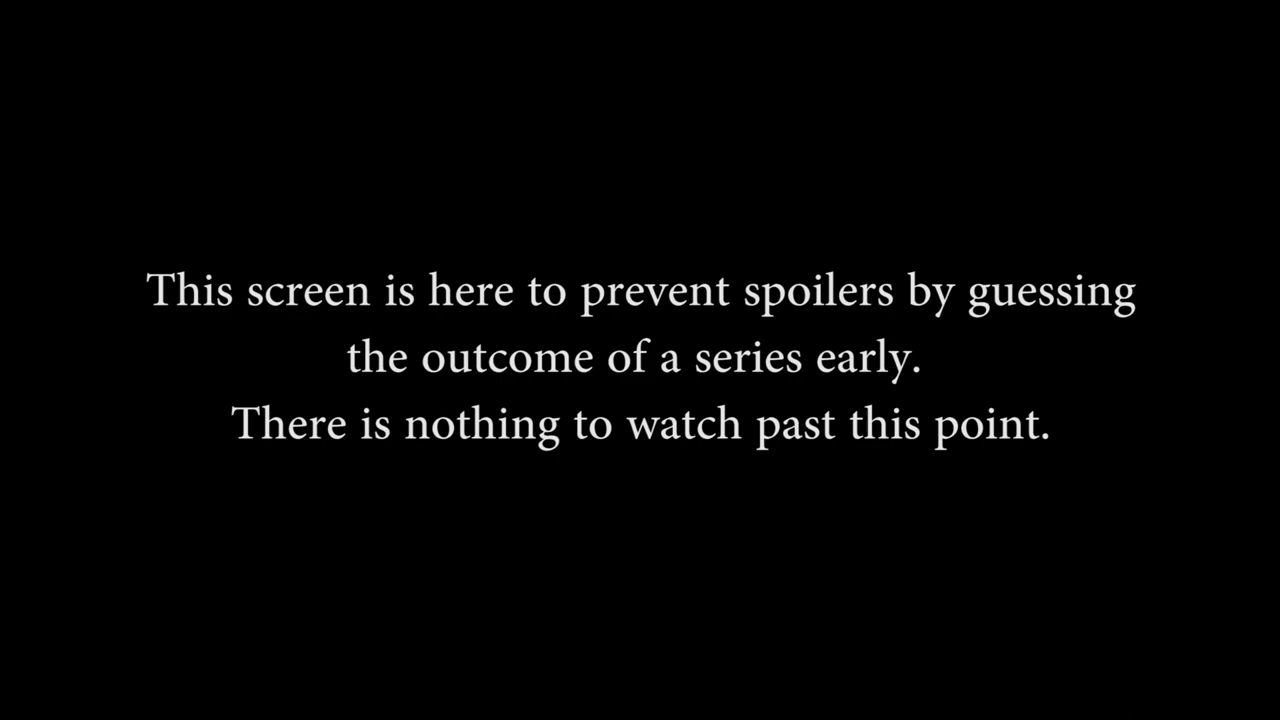 This screen is here to prevent spoilers by guessing
the outcome of a series early.
There is nothing to watch past this point.